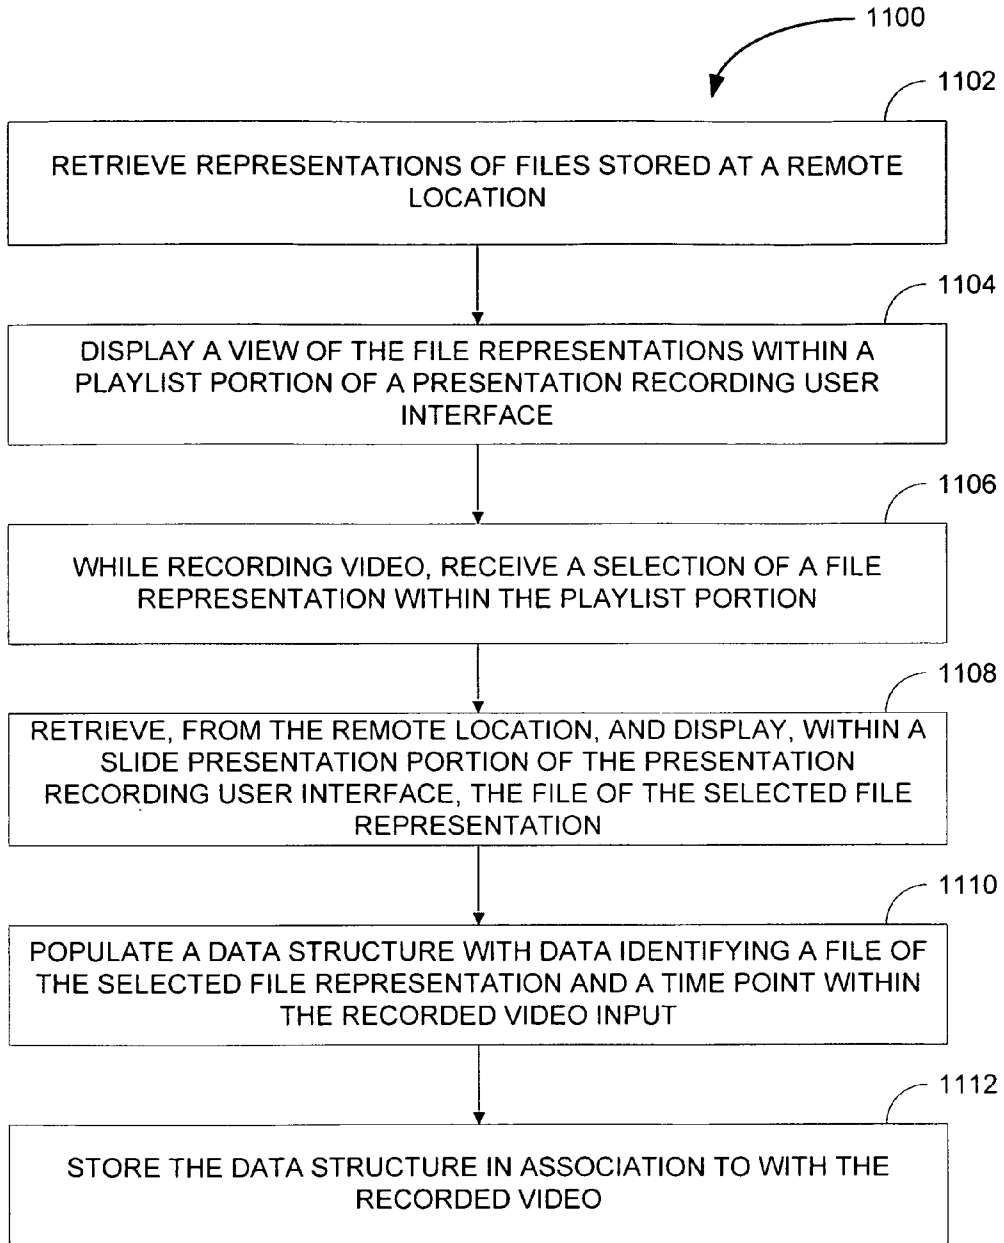 1100
1102
RETRIEVE REPRESENTATIONS OF FILES STORED AT A REMOTE
LOCATION
1104
DISPLAY A VIEW OF THE FILE REPRESENTATIONS WITHIN A
PLAYLIST PORTION OF A PRESENTATION RECORDING USER
INTERFACE
1106
WHILE RECORDING VIDEO, RECEIVE A SELECTION OF A FILE
REPRESENTATION WITHIN THE PLAYLIST PORTION
1108
RETRIEVE, FROM THE REMOTE LOCATION, AND DISPLAY, WITHIN A
SLIDE PRESENTATION PORTION OF THE PRESENTATION
RECORDING USER INTERFACE, THE FILE OF THE SELECTED FILE
REPRESENTATION
1110
POPULATE A DATA STRUCTURE WITH DATA IDENTIFYING A FILE OF
THE SELECTED FILE REPRESENTATION AND A TIME POINT WITHIN
THE RECORDED VIDEO INPUT
1112
STORE THE DATA STRUCTURE IN ASSOCIATION TO WITH THE
RECORDED VIDEO